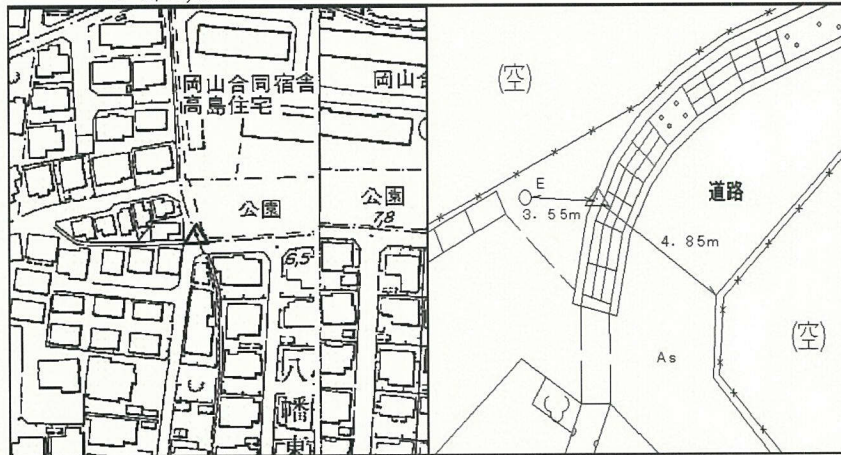 岡山合同宿舎
高島住宅
岡山合
公園
公園
7,8
6,5
八
幡
東
(空)
E
3.55m
道路
4.85m
As
(空)